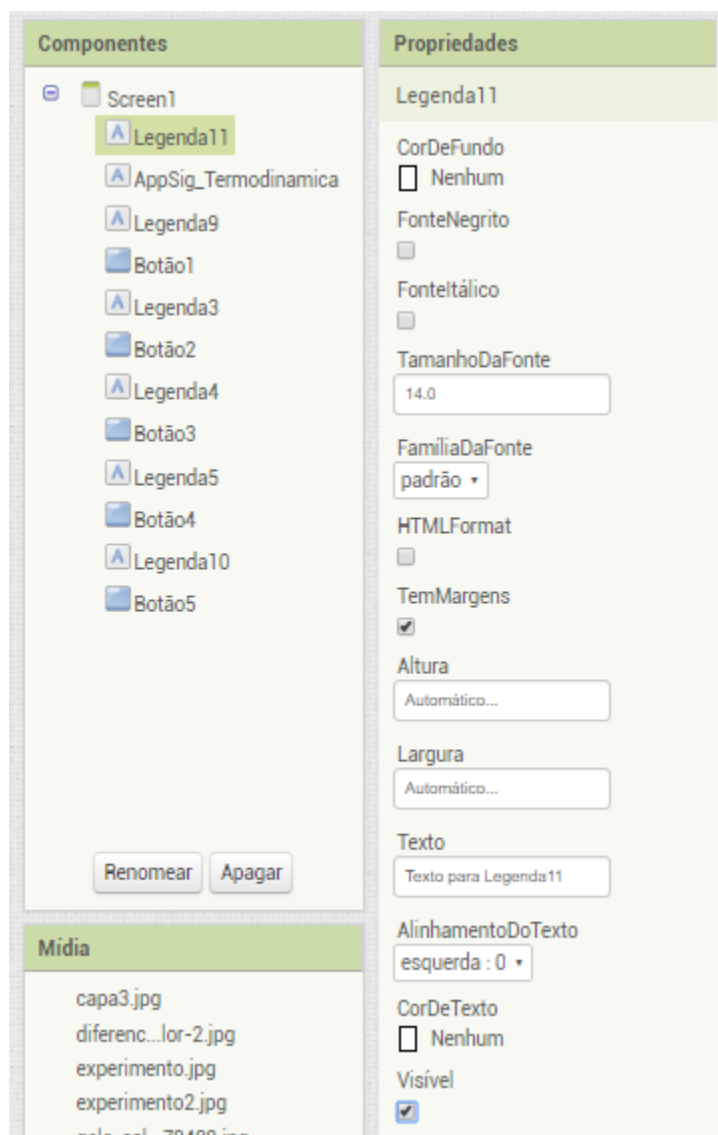 Componentes
Screen1
Legenda11
AppSig_Termodinamica
Legenda9
Botão1
Legenda3
Botão2
Legenda4
Botão3
Legenda5
Botão4
Legenda10
Botão5
Renomear Apagar
Mídia
capa3.jpg
diferenc...lor-2.jpg
experimento.jpg
experimento2.jpg
Propriedades
Legenda11
CorDeFundo
Nenhum
FonteNegrito
FonteItálico
TamanhoDaFonte
14.0
FamíliaDaFonte
padrão
HTMLFormat
TemMargens
Altura
Automático...
Largura
Automático...
Texto
Texto para Legenda11
AlinhamentoDoTexto
esquerda : 0
CorDeTexto
Nenhum
Visível